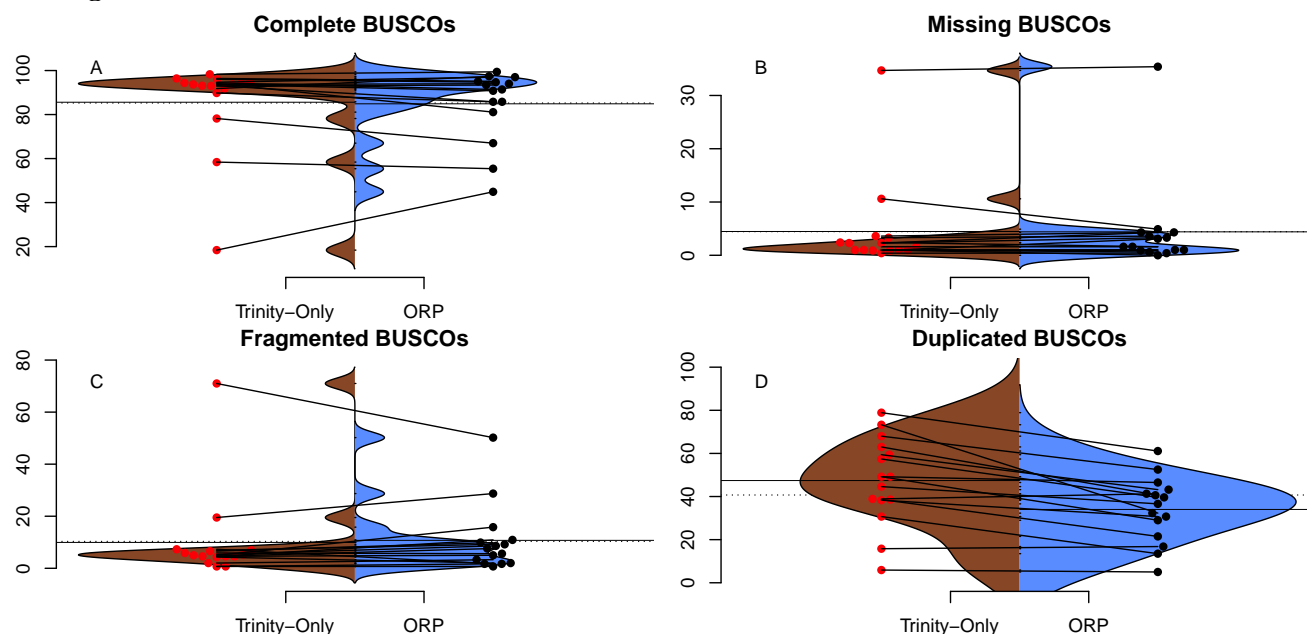 Complete BUSCOs
Missing BUSCOs
A
B
100
80
60
40
20
30
20
10
0
Trinity−Only
ORP
Trinity−Only
ORP
Fragmented BUSCOs
Duplicated BUSCOs
C
D
80
60
40
20
0
100
80
60
40
20
0
Trinity−Only
ORP
Trinity−Only
ORP